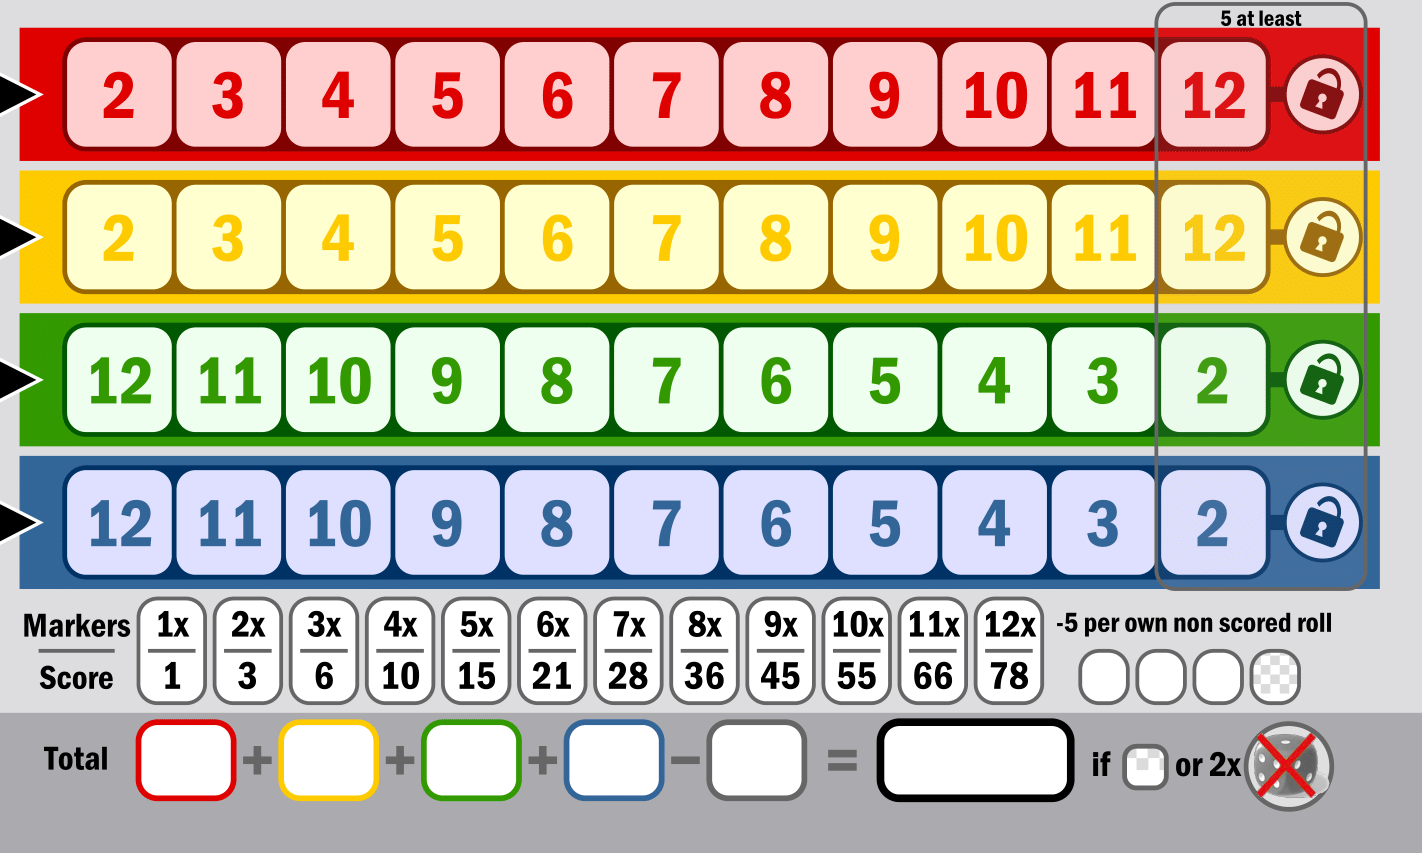 5 at least
2 3 4 5 6 7 8 9 10 11 12
2 3 4 5 6 7 8 9 10 11 12
12 11 10 9 8 7 6 5 4 3 2
12 11 10 9 8 7 6 5 4 3 2
Markers 1x 2x 3x 4x 5x 6x 7x 8x 9x 10x 11x 12x -5 per own non scored roll
Score 1 3 6 10 15 21 28 36 45 55 66 78
Total + + + − = if or 2x